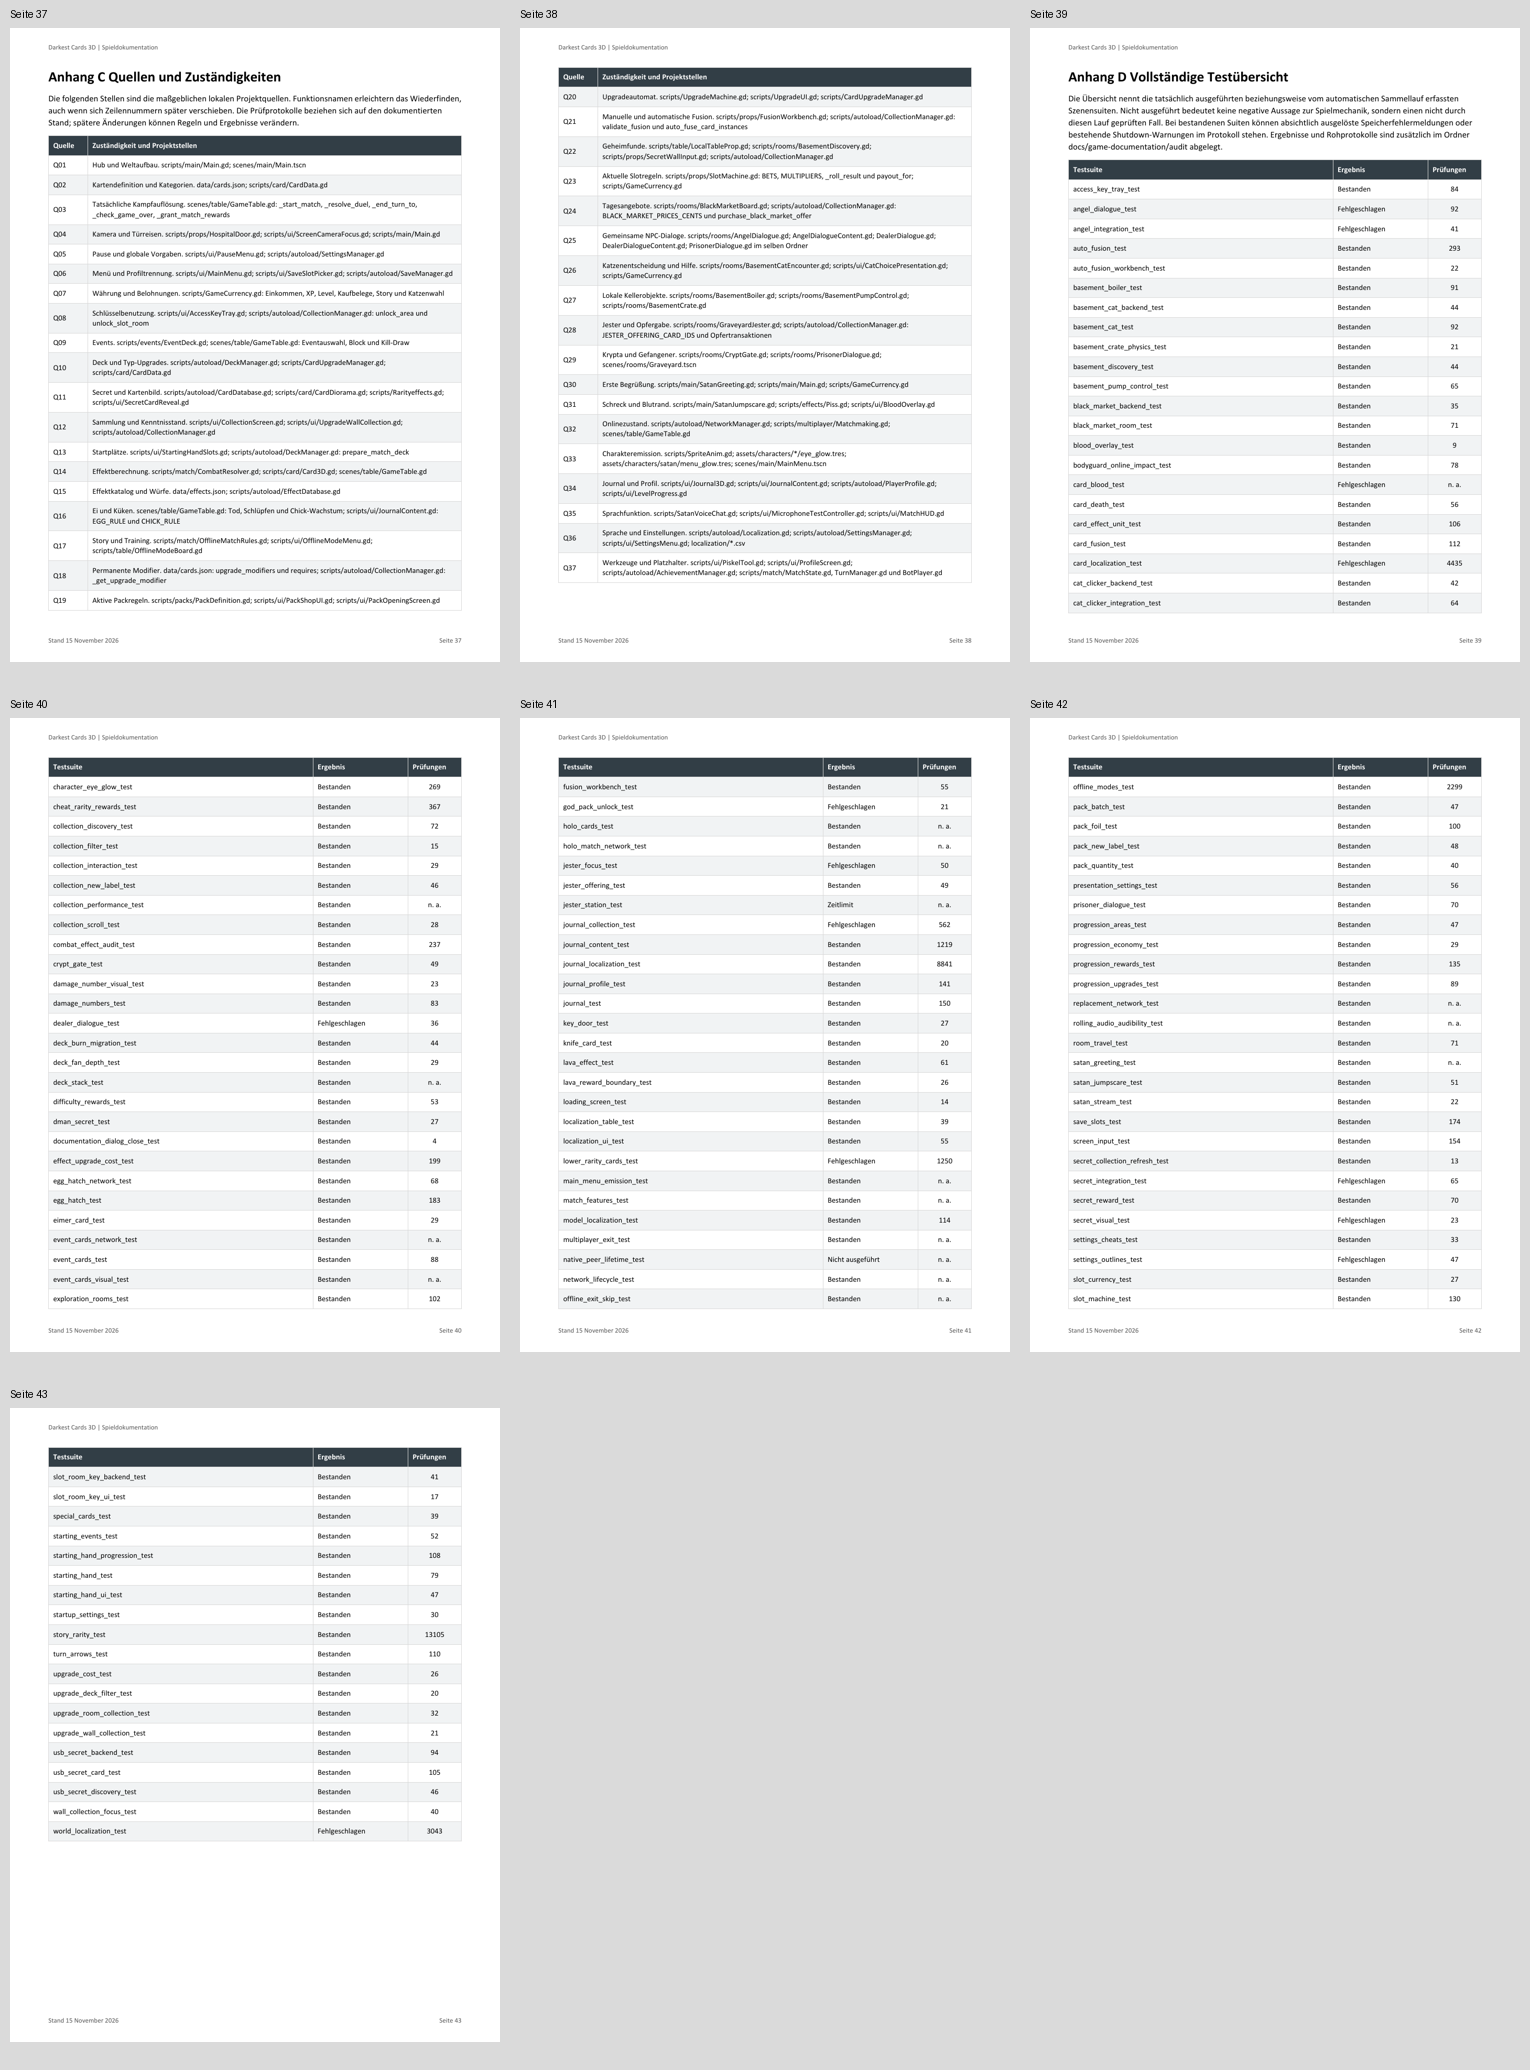 Seite 37
Darkest Cards 3D | Spieldokumentation
Anhang C Quellen und Zuständigkeiten
Die folgenden Stellen sind die maßgeblichen lokalen Projektquellen. Funktionsnamen erleichtern das Wiederfinden,
auch wenn sich Zeilennummern später verschieben. Die Prüfprotokolle beziehen sich auf den dokumentierten
Stand; spätere Änderungen können Regeln und Ergebnisse verändern.
Quelle Zuständigkeit und Projektstellen
Q01 Hub und Weltaufbau. scripts/main/Main.gd; scenes/main/Main.tscn
Q02 Kartendefinition und Kategorien. data/cards.json; scripts/card/CardData.gd
Q03 Tatsächliche Kampfauflösung. scenes/table/GameTable.gd: _start_match, _resolve_duel, _end_turn_to,
_check_game_over, _grant_match_rewards
Q04 Kamera und Türreisen. scripts/props/HospitalDoor.gd; scripts/ui/ScreenCameraFocus.gd; scripts/main/Main.gd
Q05 Pause und globale Vorgaben. scripts/ui/PauseMenu.gd; scripts/autoload/SettingsManager.gd
Q06 Menü und Profiltrennung. scripts/ui/MainMenu.gd; scripts/ui/SaveSlotPicker.gd; scripts/autoload/SaveManager.gd
Q07 Währung und Belohnungen. scripts/GameCurrency.gd: Einkommen, XP, Level, Kaufbelege, Story und Katzenwahl
Q08 Schlüsselbenutzung. scripts/ui/AccessKeyTray.gd; scripts/autoload/CollectionManager.gd: unlock_area und
unlock_slot_room
Q09 Events. scripts/events/EventDeck.gd; scenes/table/GameTable.gd: Eventauswahl, Block und Kill-Draw
Q10 Deck und Typ-Upgrades. scripts/autoload/DeckManager.gd; scripts/CardUpgradeManager.gd;
scripts/card/CardData.gd
Q11 Secret und Kartenbild. scripts/autoload/CardDatabase.gd; scripts/card/CardDiorama.gd; scripts/Rarityeffects.gd;
scripts/ui/SecretCardReveal.gd
Q12 Sammlung und Kenntnisstand. scripts/ui/CollectionScreen.gd; scripts/ui/UpgradeWallCollection.gd;
scripts/autoload/CollectionManager.gd
Q13 Startplätze. scripts/ui/StartingHandSlots.gd; scripts/autoload/DeckManager.gd: prepare_match_deck
Q14 Effektberechnung. scripts/match/CombatResolver.gd; scripts/card/Card3D.gd; scenes/table/GameTable.gd
Q15 Effektkatalog und Würfe. data/effects.json; scripts/autoload/EffectDatabase.gd
Q16 Ei und Küken. scenes/table/GameTable.gd: Tod, Schlüpfen und Chick-Wachstum; scripts/ui/JournalContent.gd:
EGG_RULE und CHICK_RULE
Q17 Story und Training. scripts/match/OfflineMatchRules.gd; scripts/ui/OfflineModeMenu.gd;
scripts/table/OfflineModeBoard.gd
Q18 Permanente Modifier. data/cards.json: upgrade_modifiers und requires; scripts/autoload/CollectionManager.gd:
_get_upgrade_modifier
Q19 Aktive Packregeln. scripts/packs/PackDefinition.gd; scripts/ui/PackShopUI.gd; scripts/ui/PackOpeningScreen.gd
Stand 15 November 2026 Seite 37
Seite 38
Darkest Cards 3D | Spieldokumentation
Quelle Zuständigkeit und Projektstellen
Q20 Upgradeautomat. scripts/UpgradeMachine.gd; scripts/UpgradeUI.gd; scripts/CardUpgradeManager.gd
Q21 Manuelle und automatische Fusion. scripts/props/FusionWorkbench.gd; scripts/autoload/CollectionManager.gd:
validate_fusion und auto_fuse_card_instances
Q22 Geheimfunde. scripts/table/LocalTableProp.gd; scripts/rooms/BasementDiscovery.gd;
scripts/props/SecretWallInput.gd; scripts/autoload/CollectionManager.gd
Q23 Aktuelle Slotregeln. scripts/props/SlotMachine.gd: BETS, MULTIPLIERS, _roll_result und payout_for;
scripts/GameCurrency.gd
Q24 Tagesangebote. scripts/rooms/BlackMarketBoard.gd; scripts/autoload/CollectionManager.gd:
BLACK_MARKET_PRICES_CENTS und purchase_black_market_offer
Q25 Gemeinsame NPC-Dialoge. scripts/rooms/AngelDialogue.gd; AngelDialogueContent.gd; DealerDialogue.gd;
DealerDialogueContent.gd; PrisonerDialogue.gd im selben Ordner
Q26 Katzenentscheidung und Hilfe. scripts/rooms/BasementCatEncounter.gd; scripts/ui/CatChoicePresentation.gd;
scripts/GameCurrency.gd
Q27 Lokale Kellerobjekte. scripts/rooms/BasementBoiler.gd; scripts/rooms/BasementPumpControl.gd;
scripts/rooms/BasementCrate.gd
Q28 Jester und Opfergabe. scripts/rooms/GraveyardJester.gd; scripts/autoload/CollectionManager.gd:
JESTER_OFFERING_CARD_IDS und Opfertransaktionen
Q29 Krypta und Gefangener. scripts/rooms/CryptGate.gd; scripts/rooms/PrisonerDialogue.gd;
scenes/rooms/Graveyard.tscn
Q30 Erste Begrüßung. scripts/main/SatanGreeting.gd; scripts/main/Main.gd; scripts/GameCurrency.gd
Q31 Schreck und Blutrand. scripts/main/SatanJumpscare.gd; scripts/effects/Piss.gd; scripts/ui/BloodOverlay.gd
Q32 Onlinezustand. scripts/autoload/NetworkManager.gd; scripts/multiplayer/Matchmaking.gd;
scenes/table/GameTable.gd
Q33 Charakteremission. scripts/SpriteAnim.gd; assets/characters/*/eye_glow.tres;
assets/characters/satan/menu_glow.tres; scenes/main/MainMenu.tscn
Q34 Journal und Profil. scripts/ui/Journal3D.gd; scripts/ui/JournalContent.gd; scripts/autoload/PlayerProfile.gd;
scripts/ui/LevelProgress.gd
Q35 Sprachfunktion. scripts/SatanVoiceChat.gd; scripts/ui/MicrophoneTestController.gd; scripts/ui/MatchHUD.gd
Q36 Sprache und Einstellungen. scripts/autoload/Localization.gd; scripts/autoload/SettingsManager.gd;
scripts/ui/SettingsMenu.gd; localization/*.csv
Q37 Werkzeuge und Platzhalter. scripts/ui/PiskelTool.gd; scripts/ui/ProfileScreen.gd;
scripts/autoload/AchievementManager.gd; scripts/match/MatchState.gd, TurnManager.gd und BotPlayer.gd
Stand 15 November 2026 Seite 38
Seite 39
Darkest Cards 3D | Spieldokumentation
Anhang D Vollständige Testübersicht
Die Übersicht nennt die tatsächlich ausgeführten beziehungsweise vom automatischen Sammellauf erfassten
Szenensuiten. Nicht ausgeführt bedeutet keine negative Aussage zur Spielmechanik, sondern einen nicht durch
diesen Lauf geprüften Fall. Bei bestandenen Suiten können absichtlich ausgelöste Speicherfehlermeldungen oder
bestehende Shutdown-Warnungen im Protokoll stehen. Ergebnisse und Rohprotokolle sind zusätzlich im Ordner
docs/game-documentation/audit abgelegt.
Testsuite Ergebnis Prüfungen
access_key_tray_test Bestanden 84
angel_dialogue_test Fehlgeschlagen 92
angel_integration_test Fehlgeschlagen 41
auto_fusion_test Bestanden 293
auto_fusion_workbench_test Bestanden 22
basement_boiler_test Bestanden 91
basement_cat_backend_test Bestanden 44
basement_cat_test Bestanden 92
basement_crate_physics_test Bestanden 21
basement_discovery_test Bestanden 44
basement_pump_control_test Bestanden 65
black_market_backend_test Bestanden 35
black_market_room_test Bestanden 71
blood_overlay_test Bestanden 9
bodyguard_online_impact_test Bestanden 78
card_blood_test Fehlgeschlagen n. a.
card_death_test Bestanden 56
card_effect_unit_test Bestanden 106
card_fusion_test Bestanden 112
card_localization_test Fehlgeschlagen 4435
cat_clicker_backend_test Bestanden 42
cat_clicker_integration_test Bestanden 64
Stand 15 November 2026 Seite 39
Seite 40
Darkest Cards 3D | Spieldokumentation
Testsuite Ergebnis Prüfungen
character_eye_glow_test Bestanden 269
cheat_rarity_rewards_test Bestanden 367
collection_discovery_test Bestanden 72
collection_filter_test Bestanden 15
collection_interaction_test Bestanden 29
collection_new_label_test Bestanden 46
collection_performance_test Bestanden n. a.
collection_scroll_test Bestanden 28
combat_effect_audit_test Bestanden 237
crypt_gate_test Bestanden 49
damage_number_visual_test Bestanden 23
damage_numbers_test Bestanden 83
dealer_dialogue_test Fehlgeschlagen 36
deck_burn_migration_test Bestanden 44
deck_fan_depth_test Bestanden 29
deck_stack_test Bestanden n. a.
difficulty_rewards_test Bestanden 53
dman_secret_test Bestanden 27
documentation_dialog_close_test Bestanden 4
effect_upgrade_cost_test Bestanden 199
egg_hatch_network_test Bestanden 68
egg_hatch_test Bestanden 183
eimer_card_test Bestanden 29
event_cards_network_test Bestanden n. a.
event_cards_test Bestanden 88
event_cards_visual_test Bestanden n. a.
exploration_rooms_test Bestanden 102
Stand 15 November 2026 Seite 40
Seite 41
Darkest Cards 3D | Spieldokumentation
Testsuite Ergebnis Prüfungen
fusion_workbench_test Bestanden 55
god_pack_unlock_test Fehlgeschlagen 21
holo_cards_test Bestanden n. a.
holo_match_network_test Bestanden n. a.
jester_focus_test Fehlgeschlagen 50
jester_offering_test Bestanden 49
jester_station_test Zeitlimit n. a.
journal_collection_test Fehlgeschlagen 562
journal_content_test Bestanden 1219
journal_localization_test Bestanden 8841
journal_profile_test Bestanden 141
journal_test Bestanden 150
key_door_test Bestanden 27
knife_card_test Bestanden 20
lava_effect_test Bestanden 61
lava_reward_boundary_test Bestanden 26
loading_screen_test Bestanden 14
localization_table_test Bestanden 39
localization_ui_test Bestanden 55
lower_rarity_cards_test Fehlgeschlagen 1250
main_menu_emission_test Bestanden n. a.
match_features_test Bestanden n. a.
model_localization_test Bestanden 114
multiplayer_exit_test Bestanden n. a.
native_peer_lifetime_test Nicht ausgeführt n. a.
network_lifecycle_test Bestanden n. a.
offline_exit_skip_test Bestanden n. a.
Stand 15 November 2026 Seite 41
Seite 42
Darkest Cards 3D | Spieldokumentation
Testsuite Ergebnis Prüfungen
offline_modes_test Bestanden 2299
pack_batch_test Bestanden 47
pack_foil_test Bestanden 100
pack_new_label_test Bestanden 48
pack_quantity_test Bestanden 40
presentation_settings_test Bestanden 56
prisoner_dialogue_test Bestanden 70
progression_areas_test Bestanden 47
progression_economy_test Bestanden 29
progression_rewards_test Bestanden 135
progression_upgrades_test Bestanden 89
replacement_network_test Bestanden n. a.
rolling_audio_audibility_test Bestanden n. a.
room_travel_test Bestanden 71
satan_greeting_test Bestanden n. a.
satan_jumpscare_test Bestanden 51
satan_stream_test Bestanden 22
save_slots_test Bestanden 174
screen_input_test Bestanden 154
secret_collection_refresh_test Bestanden 13
secret_integration_test Fehlgeschlagen 65
secret_reward_test Bestanden 70
secret_visual_test Fehlgeschlagen 23
settings_cheats_test Bestanden 33
settings_outlines_test Fehlgeschlagen 47
slot_currency_test Bestanden 27
slot_machine_test Bestanden 130
Stand 15 November 2026 Seite 42
Seite 43
Darkest Cards 3D | Spieldokumentation
Testsuite Ergebnis Prüfungen
slot_room_key_backend_test Bestanden 41
slot_room_key_ui_test Bestanden 17
special_cards_test Bestanden 39
starting_events_test Bestanden 52
starting_hand_progression_test Bestanden 108
starting_hand_test Bestanden 79
starting_hand_ui_test Bestanden 47
startup_settings_test Bestanden 30
story_rarity_test Bestanden 13105
turn_arrows_test Bestanden 110
upgrade_cost_test Bestanden 26
upgrade_deck_filter_test Bestanden 20
upgrade_room_collection_test Bestanden 32
upgrade_wall_collection_test Bestanden 21
usb_secret_backend_test Bestanden 94
usb_secret_card_test Bestanden 105
usb_secret_discovery_test Bestanden 46
wall_collection_focus_test Bestanden 40
world_localization_test Fehlgeschlagen 3043
Stand 15 November 2026 Seite 43